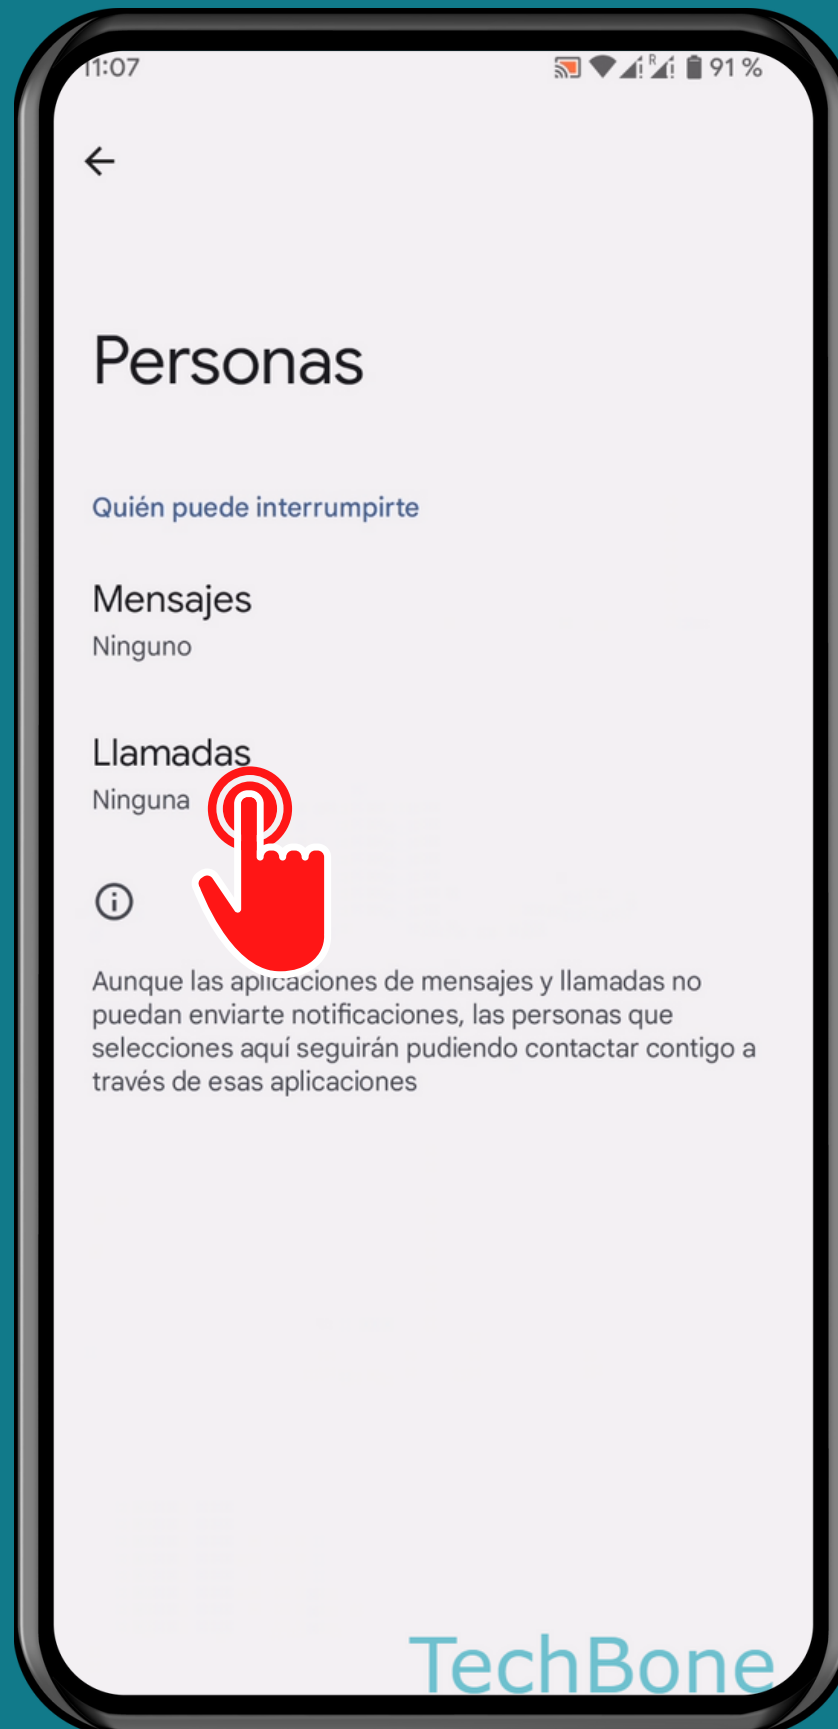 11:07 R 91 %
Personas
Quién puede interrumpirte
Mensajes
Ninguno
Llamadas
Ninguna
Aunque las aplicaciones de mensajes y llamadas no
puedan enviarte notificaciones, las personas que
selecciones aquí seguirán pudiendo contactar contigo a
través de esas aplicaciones
TechBone